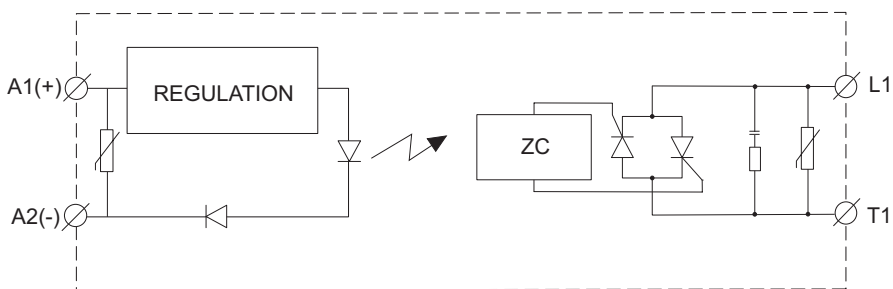 A1(+)
REGULATION
L1
ZC
A2(-)
T1